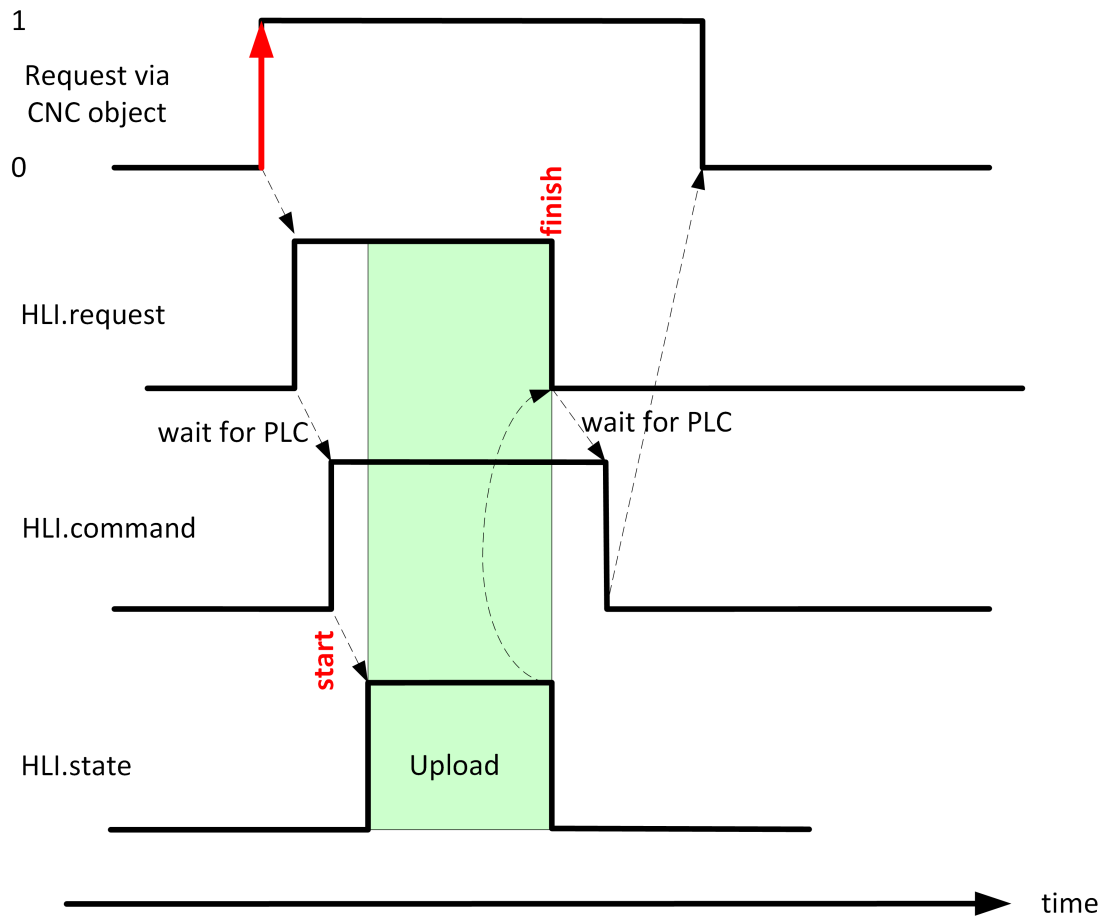 1
Request via
CNC object
0
finish
HLI.request
wait for PLC
wait for PLC
HLI.command
start
HLI.state
Upload
time